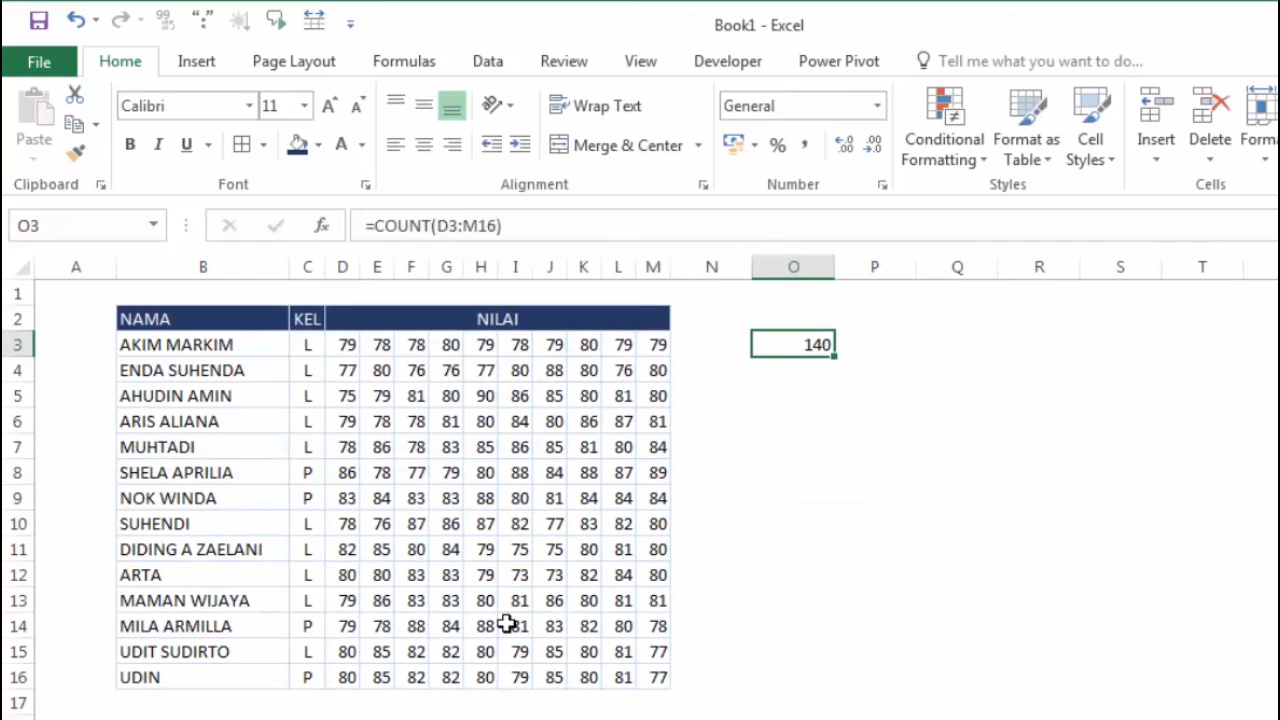 Book1 - Excel
File Home Insert Page Layout Formulas Data Review View Developer Power Pivot Tell me what you want to do...
Paste Calibri 11 A A Wrap Text General Conditional Formatting Format as Table Cell Styles Insert Delete
B I U A Merge & Center % , .00 .00
Clipboard Font Alignment Number Styles Cells
O3 fx =COUNT(D3:M16)
A B C D E F G H I J K L M N O P Q R S T
1
2 NAMA KEL NILAI
3 AKIM MARKIM L 79 78 78 80 79 78 79 80 79 79 140
4 ENDA SUHENDA L 77 80 76 76 77 80 88 80 76 80
5 AHUDIN AMIN L 75 79 81 80 90 86 85 80 81 80
6 ARIS ALIANA L 79 78 78 81 80 84 80 86 87 81
7 MUHTADI L 78 86 78 83 85 86 85 81 80 84
8 SHELA APRILIA P 86 78 77 79 80 88 84 88 87 89
9 NOK WINDA P 83 84 83 83 88 80 81 84 84 84
10 SUHENDI L 78 76 87 86 87 82 77 83 82 80
11 DIDING A ZAELANI L 82 85 80 84 79 75 75 80 81 80
12 ARTA L 80 80 83 83 79 73 73 82 84 80
13 MAMAN WIJAYA L 79 86 83 83 80 81 86 80 81 81
14 MILA ARMILLA P 79 78 88 84 88 81 83 82 80 78
15 UDIT SUDIRTO L 80 85 82 82 80 79 85 80 81 77
16 UDIN P 80 85 82 82 80 79 85 80 81 77
17